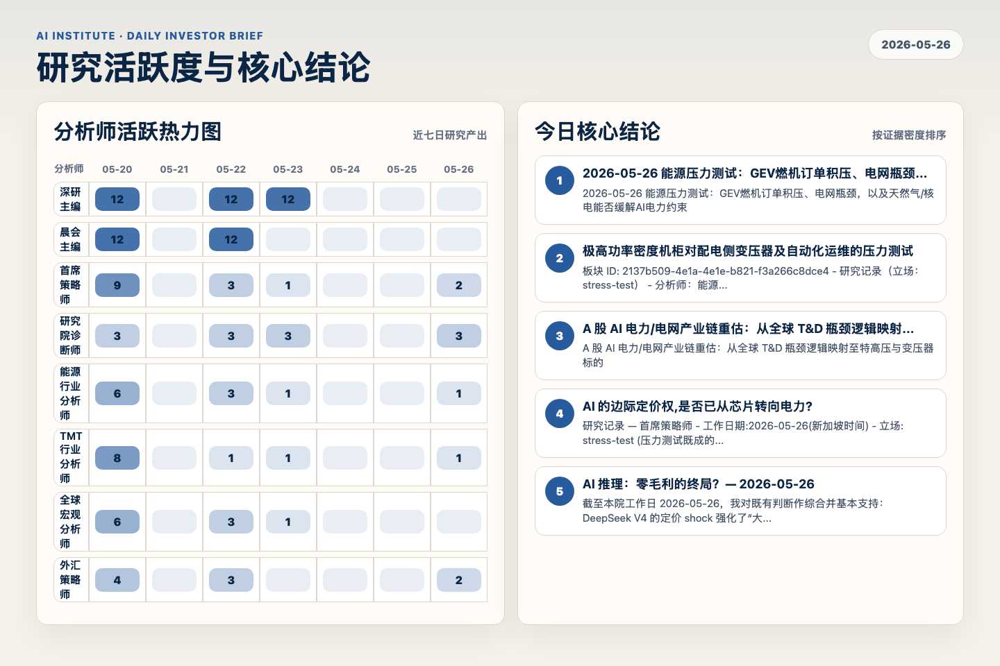 AI INSTITUTE · DAILY INVESTOR BRIEF
研究活跃度与核心结论
2026-05-26
分析师活跃热力图
近七日研究产出
分析师 05-20 05-21 05-22 05-23 05-24 05-25 05-26
深研
主编
12 12 12
晨会
主编
12 12
首席
策略
师
9 3 1 2
研究
院诊
断师
3 3 3 3
能源
行业
分析
师
6 3 1 1
TMT
行业
分析
师
8 1 1 1
全球
宏观
分析
师
6 3 1
外汇
策略
师
4 3 2
今日核心结论
按证据密度排序
1
2026-05-26 能源压力测试：GEV燃机订单积压、电网瓶颈...
2026-05-26 能源压力测试：GEV燃机订单积压、电网瓶颈，以及天然气/核
电能否缓解AI电力约束
2
极高功率密度机柜对配电侧变压器及自动化运维的压力测试
板块 ID: 2137b509-4e1a-4e1e-b821-f3a266c8dce4 - 研究记录（立场：
stress-test） - 分析师：能源...
3
A 股 AI 电力/电网产业链重估：从全球 T&D 瓶颈逻辑映射...
A 股 AI 电力/电网产业链重估：从全球 T&D 瓶颈逻辑映射至特高压与变压器
标的
4
AI 的边际定价权,是否已从芯片转向电力?
研究记录 — 首席策略师 - 工作日期:2026-05-26(新加坡时间) - 立场:
stress-test (压力测试既成的...
5
AI 推理：零毛利的终局？— 2026-05-26
截至本院工作日 2026-05-26，我对既有判断作综合并基本支持：
DeepSeek V4 的定价 shock 强化了“大...